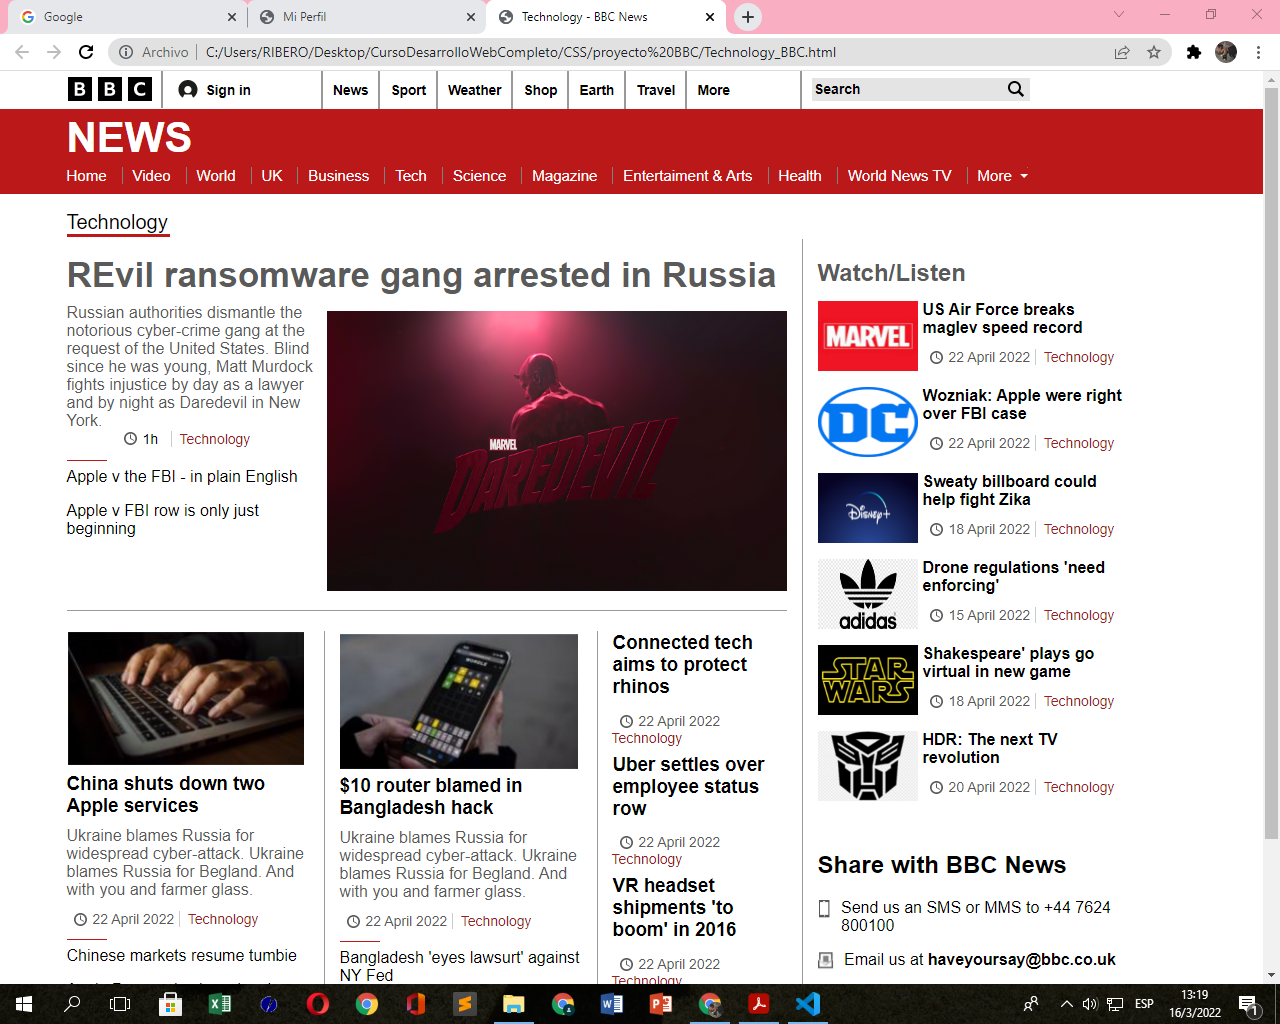 Google
Mi Perfil
Technology - BBC News
Archivo
C:/Users/RIBERO/Desktop/CursoDesarrolloWebCompleto/CSS/proyecto%20BBC/Technology_BBC.html
BBC
Sign in
News
Sport
Weather
Shop
Earth
Travel
More
Search
NEWS
Home
Video
World
UK
Business
Tech
Science
Magazine
Entertaiment & Arts
Health
World News TV
More
Technology
REvil ransomware gang arrested in Russia
Russian authorities dismantle the
notorious cyber-crime gang at the
request of the United States. Blind
since he was young, Matt Murdock
fights injustice by day as a lawyer
and by night as Daredevil in New
York.
1h
Technology
Apple v the FBI - in plain English
Apple v FBI row is only just
beginning
MARVEL
DAREDEVIL
China shuts down two
Apple services
Ukraine blames Russia for
widespread cyber-attack. Ukraine
blames Russia for Begland. And
with you and farmer glass.
22 April 2022
Technology
Chinese markets resume tumbie
WORDLE
$10 router blamed in
Bangladesh hack
Ukraine blames Russia for
widespread cyber-attack. Ukraine
blames Russia for Begland. And
with you and farmer glass.
22 April 2022
Technology
Bangladesh 'eyes lawsurt' against
NY Fed
Connected tech
aims to protect
rhinos
22 April 2022
Technology
Uber settles over
employee status
row
22 April 2022
Technology
VR headset
shipments 'to
boom' in 2016
22 April 2022
Technology
Watch/Listen
MARVEL
US Air Force breaks
maglev speed record
22 April 2022
Technology
DC
Wozniak: Apple were right
over FBI case
22 April 2022
Technology
Disney+
Sweaty billboard could
help fight Zika
18 April 2022
Technology
adidas
Drone regulations 'need
enforcing'
15 April 2022
Technology
STAR
WARS
Shakespeare' plays go
virtual in new game
18 April 2022
Technology
HDR: The next TV
revolution
20 April 2022
Technology
Share with BBC News
Send us an SMS or MMS to +44 7624
800100
Email us at haveyoursay@bbc.co.uk
ESP
13:19
16/3/2022
1